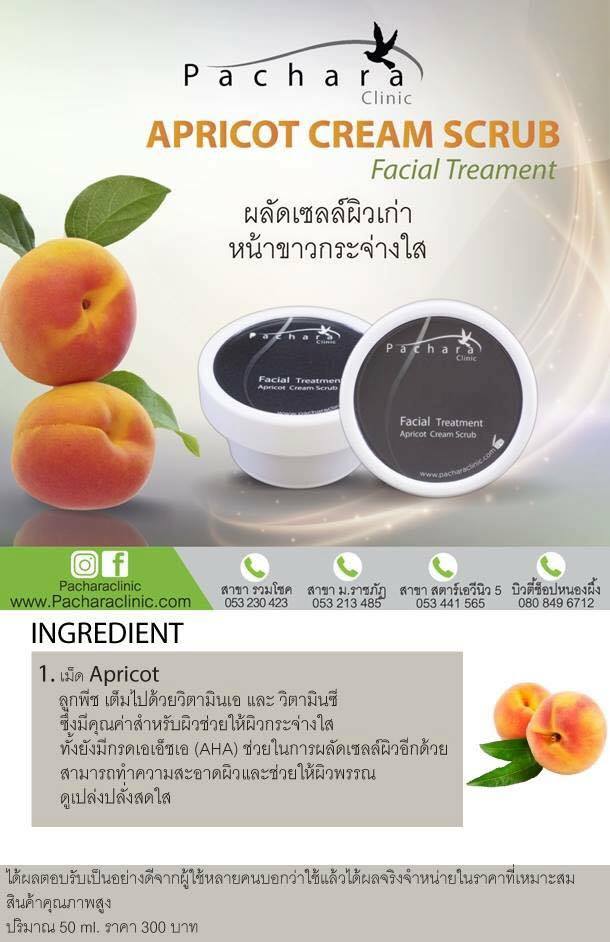 Pachara
Clinic
APRICOT CREAM SCRUB
Facial Treament
ผลัดเซลล์ผิวเก่า
หน้าขาวกระจ่างใส
Pachara
Clinic
Facial Treatment
Apricot Cream Scrub
Pachara
Clinic
Facial Treatment
Apricot Cream Scrub
www.pacharaclinic.com
Pacharaclinic
www.Pacharaclinic.com
สาขา รวมโชค
053 230 423
สาขา ม.ราชภัฏ
053 213 485
สาขา สตาร์เอวีนิว 5
053 441 565
บิวตี้ช็อปหนองผึ้ง
080 849 6712
INGREDIENT
1. เม็ด Apricot
ลูกพีช เต็มไปด้วยวิตามินเอ และ วิตามินซี
ซึ่งมีคุณค่าสำหรับผิวช่วยให้ผิวกระจ่างใส
ทั้งยังมีกรดเอเอ็ชเอ (AHA) ช่วยในการผลัดเซลล์ผิวอีกด้วย
สามารถทำความสะอาดผิวและช่วยให้ผิวพรรณ
ดูเปล่งปลั่งสดใส
ได้ผลตอบรับเป็นอย่างดีจากผู้ใช้หลายคนบอกว่าใช้แล้วได้ผลจริงจำหน่ายในราคาที่เหมาะสม
สินค้าคุณภาพสูง
ปริมาณ 50 ml. ราคา 300 บาท